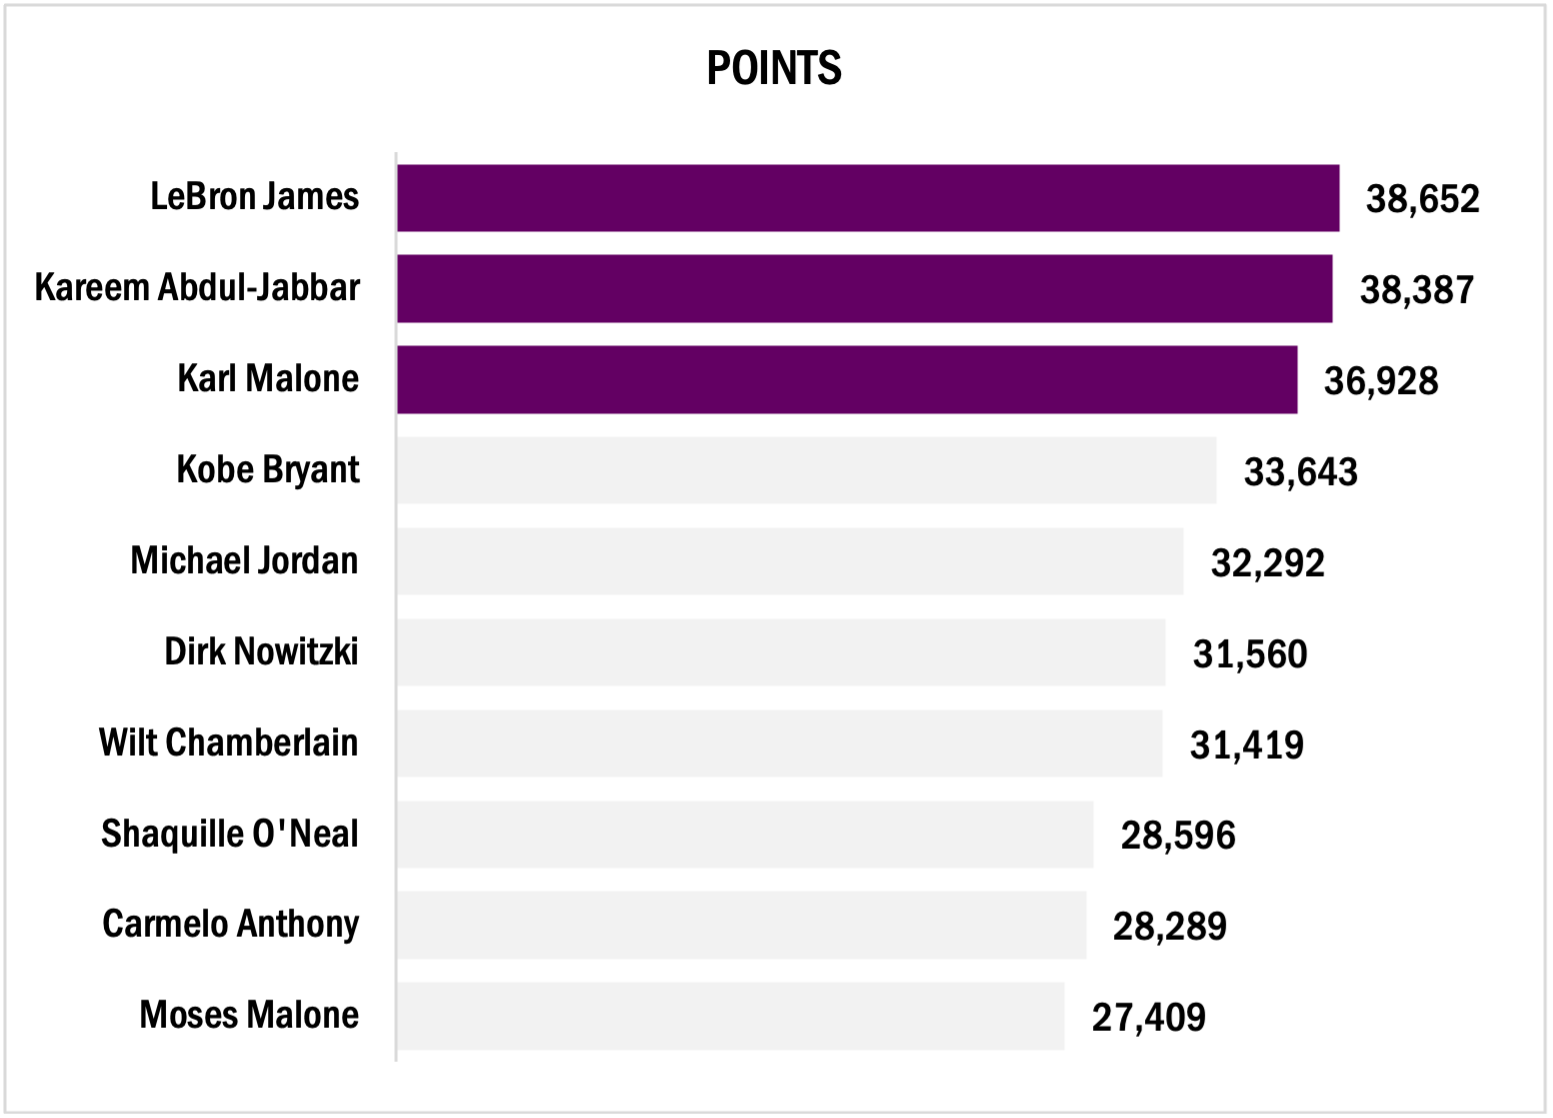 POINTS
LeBron James 38,652
Kareem Abdul-Jabbar 38,387
Karl Malone 36,928
Kobe Bryant 33,643
Michael Jordan 32,292
Dirk Nowitzki 31,560
Wilt Chamberlain 31,419
Shaquille O'Neal 28,596
Carmelo Anthony 28,289
Moses Malone 27,409